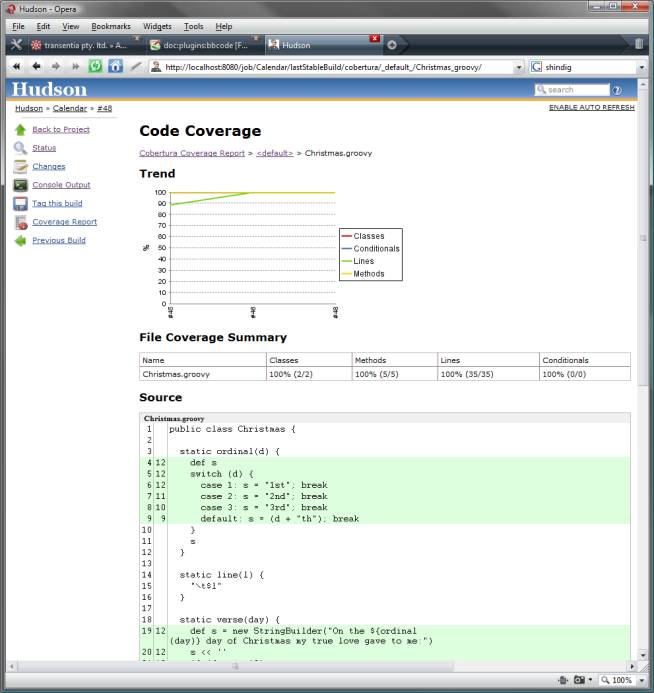 Hudson - Opera
File Edit View Bookmarks Widgets Tools Help
transentia pty. ltd. » A...
doc:plugins:bbcode [F...
Hudson
http://localhost:8080/job/Calendar/lastStableBuild/cobertura/_default_/Christmas_groovy/
shindig
Hudson
search
Hudson » Calendar » #48
ENABLE AUTO REFRESH
Back to Project
Status
Changes
Console Output
Tag this build
Coverage Report
Previous Build
Code Coverage
Cobertura Coverage Report > <default> > Christmas.groovy
Trend
100
90
80
70
60
50
40
30
20
10
0
%
#45
#46
#48
Classes
Conditionals
Lines
Methods
File Coverage Summary
Name Classes Methods Lines Conditionals
Christmas.groovy 100% (2/2) 100% (5/5) 100% (35/35) 100% (0/0)
Source
Christmas.groovy
1 public class Christmas {
2
3 static ordinal(d) {
4 12 def s
5 12 switch (d) {
6 12 case 1: s = "1st"; break
7 11 case 2: s = "2nd"; break
8 10 case 3: s = "3rd"; break
9 9 default: s = (d + "th"); break
10 }
11 s
12 }
13
14 static line(l) {
15 "\t$l"
16 }
17
18 static verse(day) {
19 12 def s = new StringBuilder("On the ${ordinal
(day)} day of Christmas my true love gave to me:")
20 12 s << ''
100%